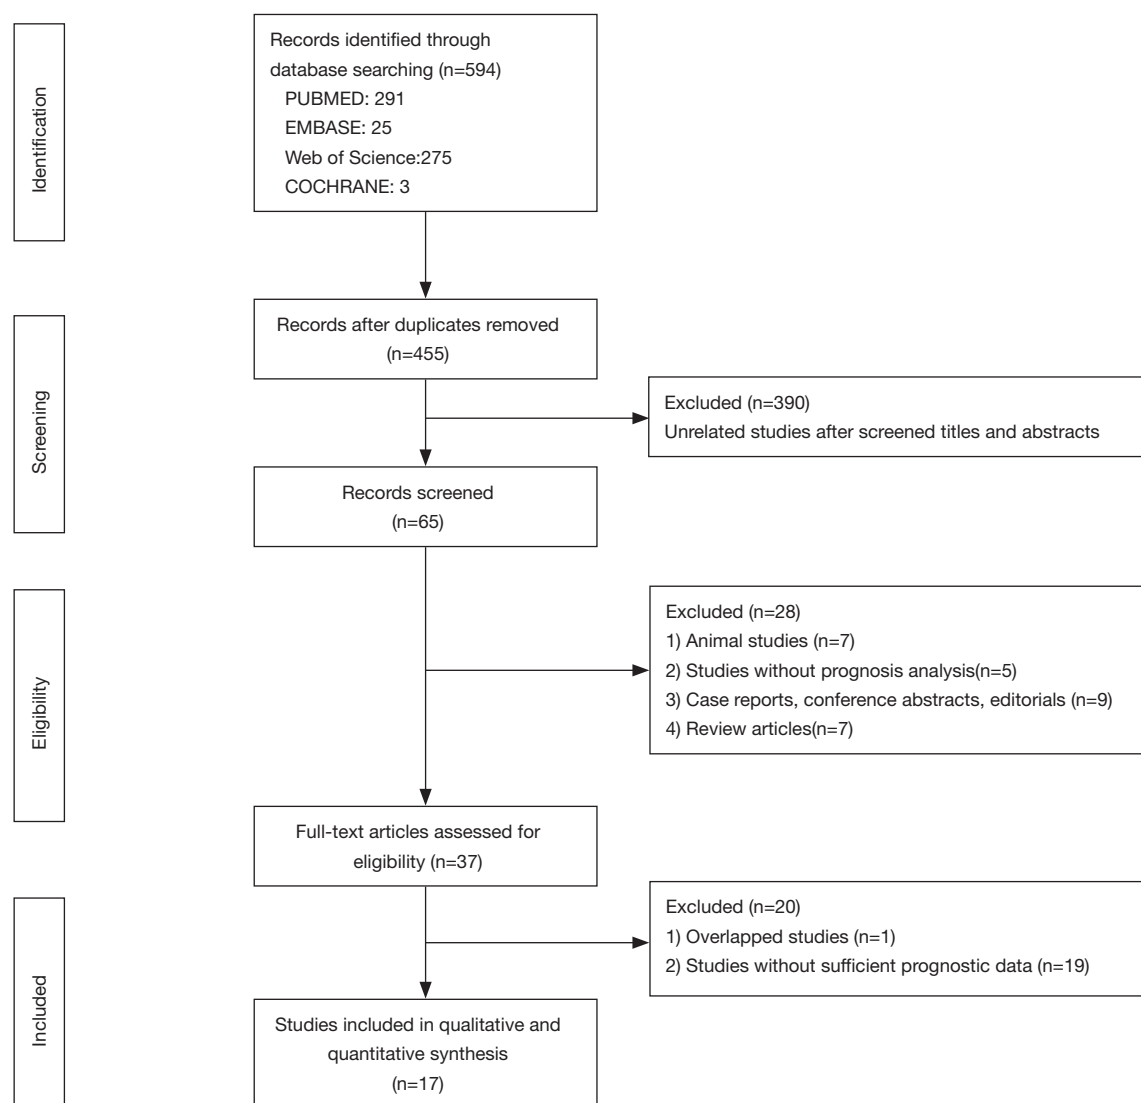 Identification
Records identified through
database searching (n=594)
PUBMED: 291
EMBASE: 25
Web of Science:275
COCHRANE: 3
Screening
Records after duplicates removed
(n=455)
Excluded (n=390)
Unrelated studies after screened titles and abstracts
Records screened
(n=65)
Eligibility
Excluded (n=28)
1) Animal studies (n=7)
2) Studies without prognosis analysis(n=5)
3) Case reports, conference abstracts, editorials (n=9)
4) Review articles(n=7)
Full-text articles assessed for
eligibility (n=37)
Included
Excluded (n=20)
1) Overlapped studies (n=1)
2) Studies without sufficient prognostic data (n=19)
Studies included in qualitative and
quantitative synthesis
(n=17)